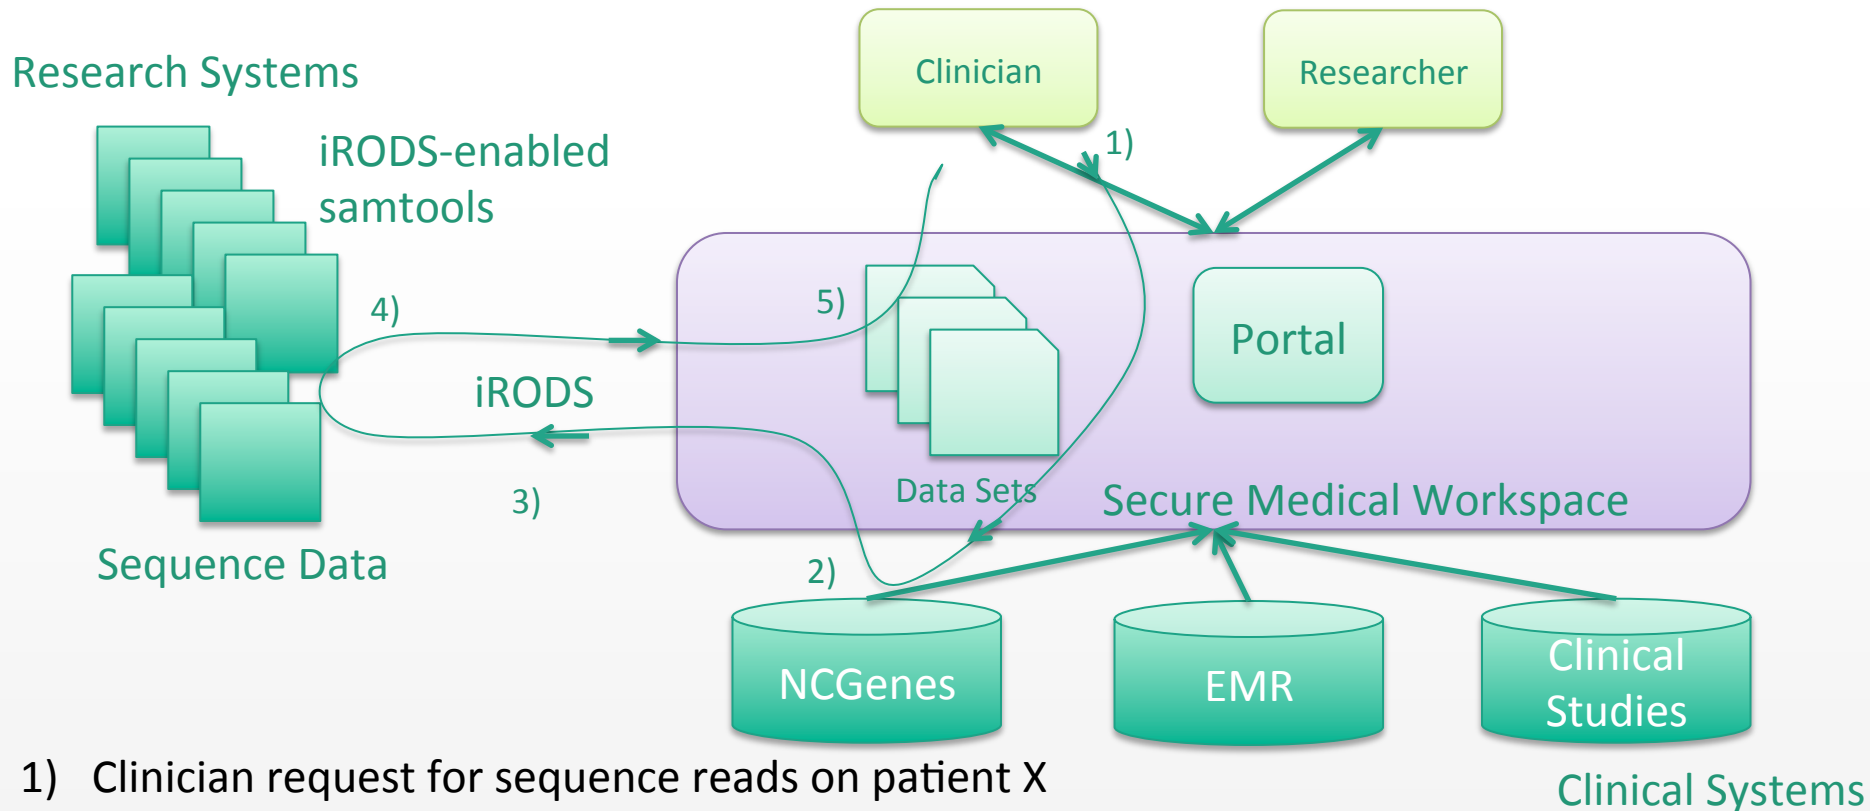 Research Systems
iRODS-enabled
samtools
Clinician
Researcher
1)
4)
5)
Portal
iRODS
3)
Data Sets
Secure Medical Workspace
Sequence Data
2)
NCGenes
EMR
Clinical
Studies
1) Clinician request for sequence reads on patient X
Clinical Systems